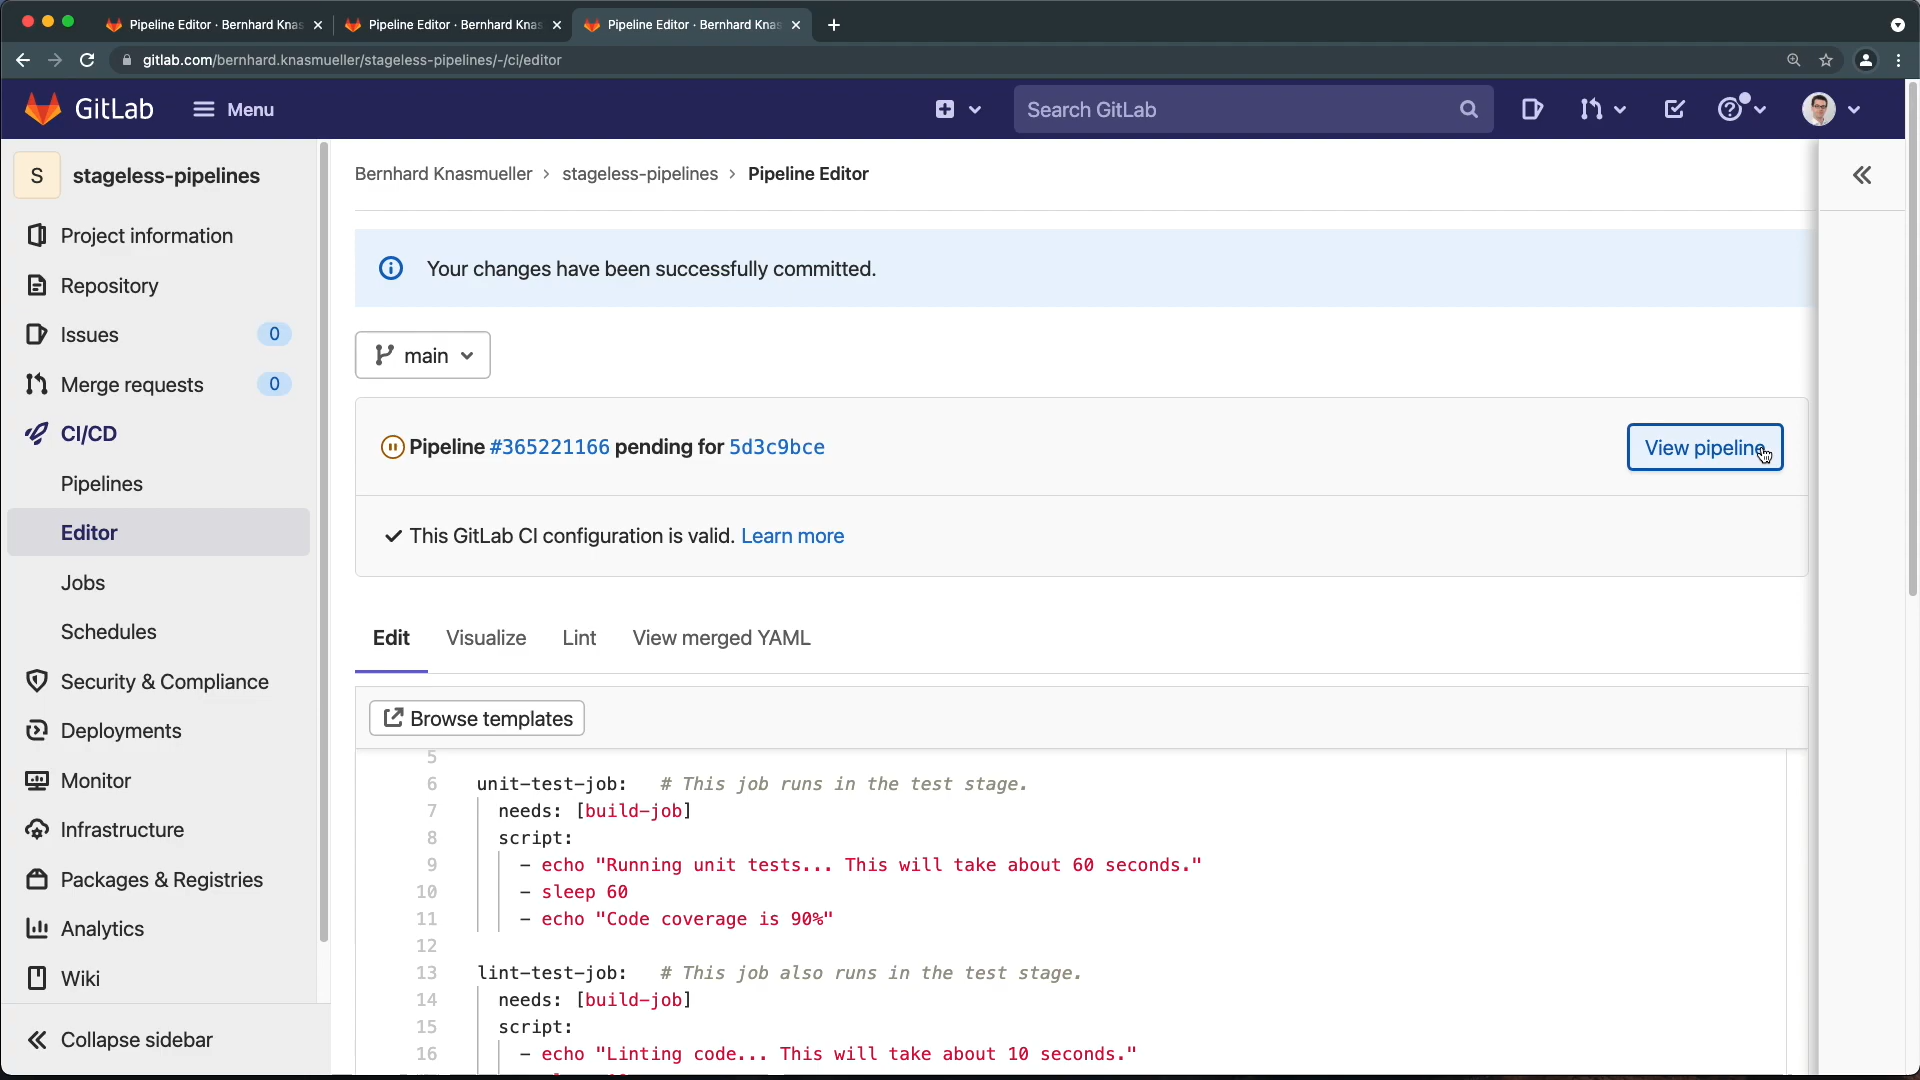 Pipeline Editor · Bernhard Knas
Pipeline Editor · Bernhard Knas
Pipeline Editor · Bernhard Knas
gitlab.com/bernhard.knasmueller/stageless-pipelines/-/ci/editor
GitLab
Menu
Search GitLab
S
stageless-pipelines
Project information
Repository
Issues 0
Merge requests 0
CI/CD
Pipelines
Editor
Jobs
Schedules
Security & Compliance
Deployments
Monitor
Infrastructure
Packages & Registries
Analytics
Wiki
Collapse sidebar
Bernhard Knasmueller > stageless-pipelines > Pipeline Editor
Your changes have been successfully committed.
main
Pipeline #365221166 pending for 5d3c9bce
View pipeline
This GitLab CI configuration is valid. Learn more
Edit Visualize Lint View merged YAML
Browse templates
5
6 unit-test-job: # This job runs in the test stage.
7 needs: [build-job]
8 script:
9 - echo "Running unit tests... This will take about 60 seconds."
10 - sleep 60
11 - echo "Code coverage is 90%"
12
13 lint-test-job: # This job also runs in the test stage.
14 needs: [build-job]
15 script:
16 - echo "Linting code... This will take about 10 seconds."